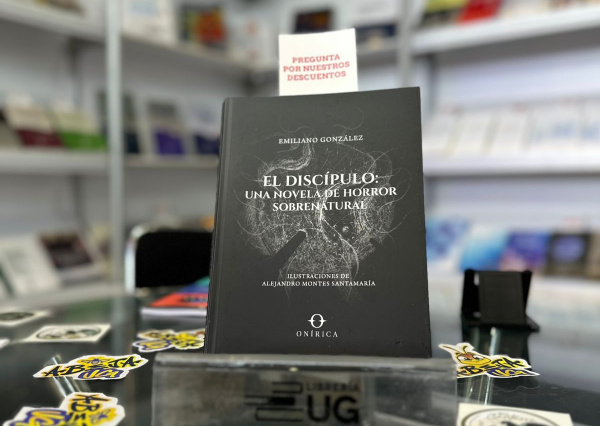 PREGUNTA
POR NUESTROS
DESCUENTOS
EMILIANO GONZÁLEZ
EL DISCÍPULO:
UNA NOVELA DE HORROR
SOBRENATURAL
ILUSTRACIONES DE
ALEJANDRO MONTES SANTAMARÍA
ONÍRICA
LIBRERÍA
UG